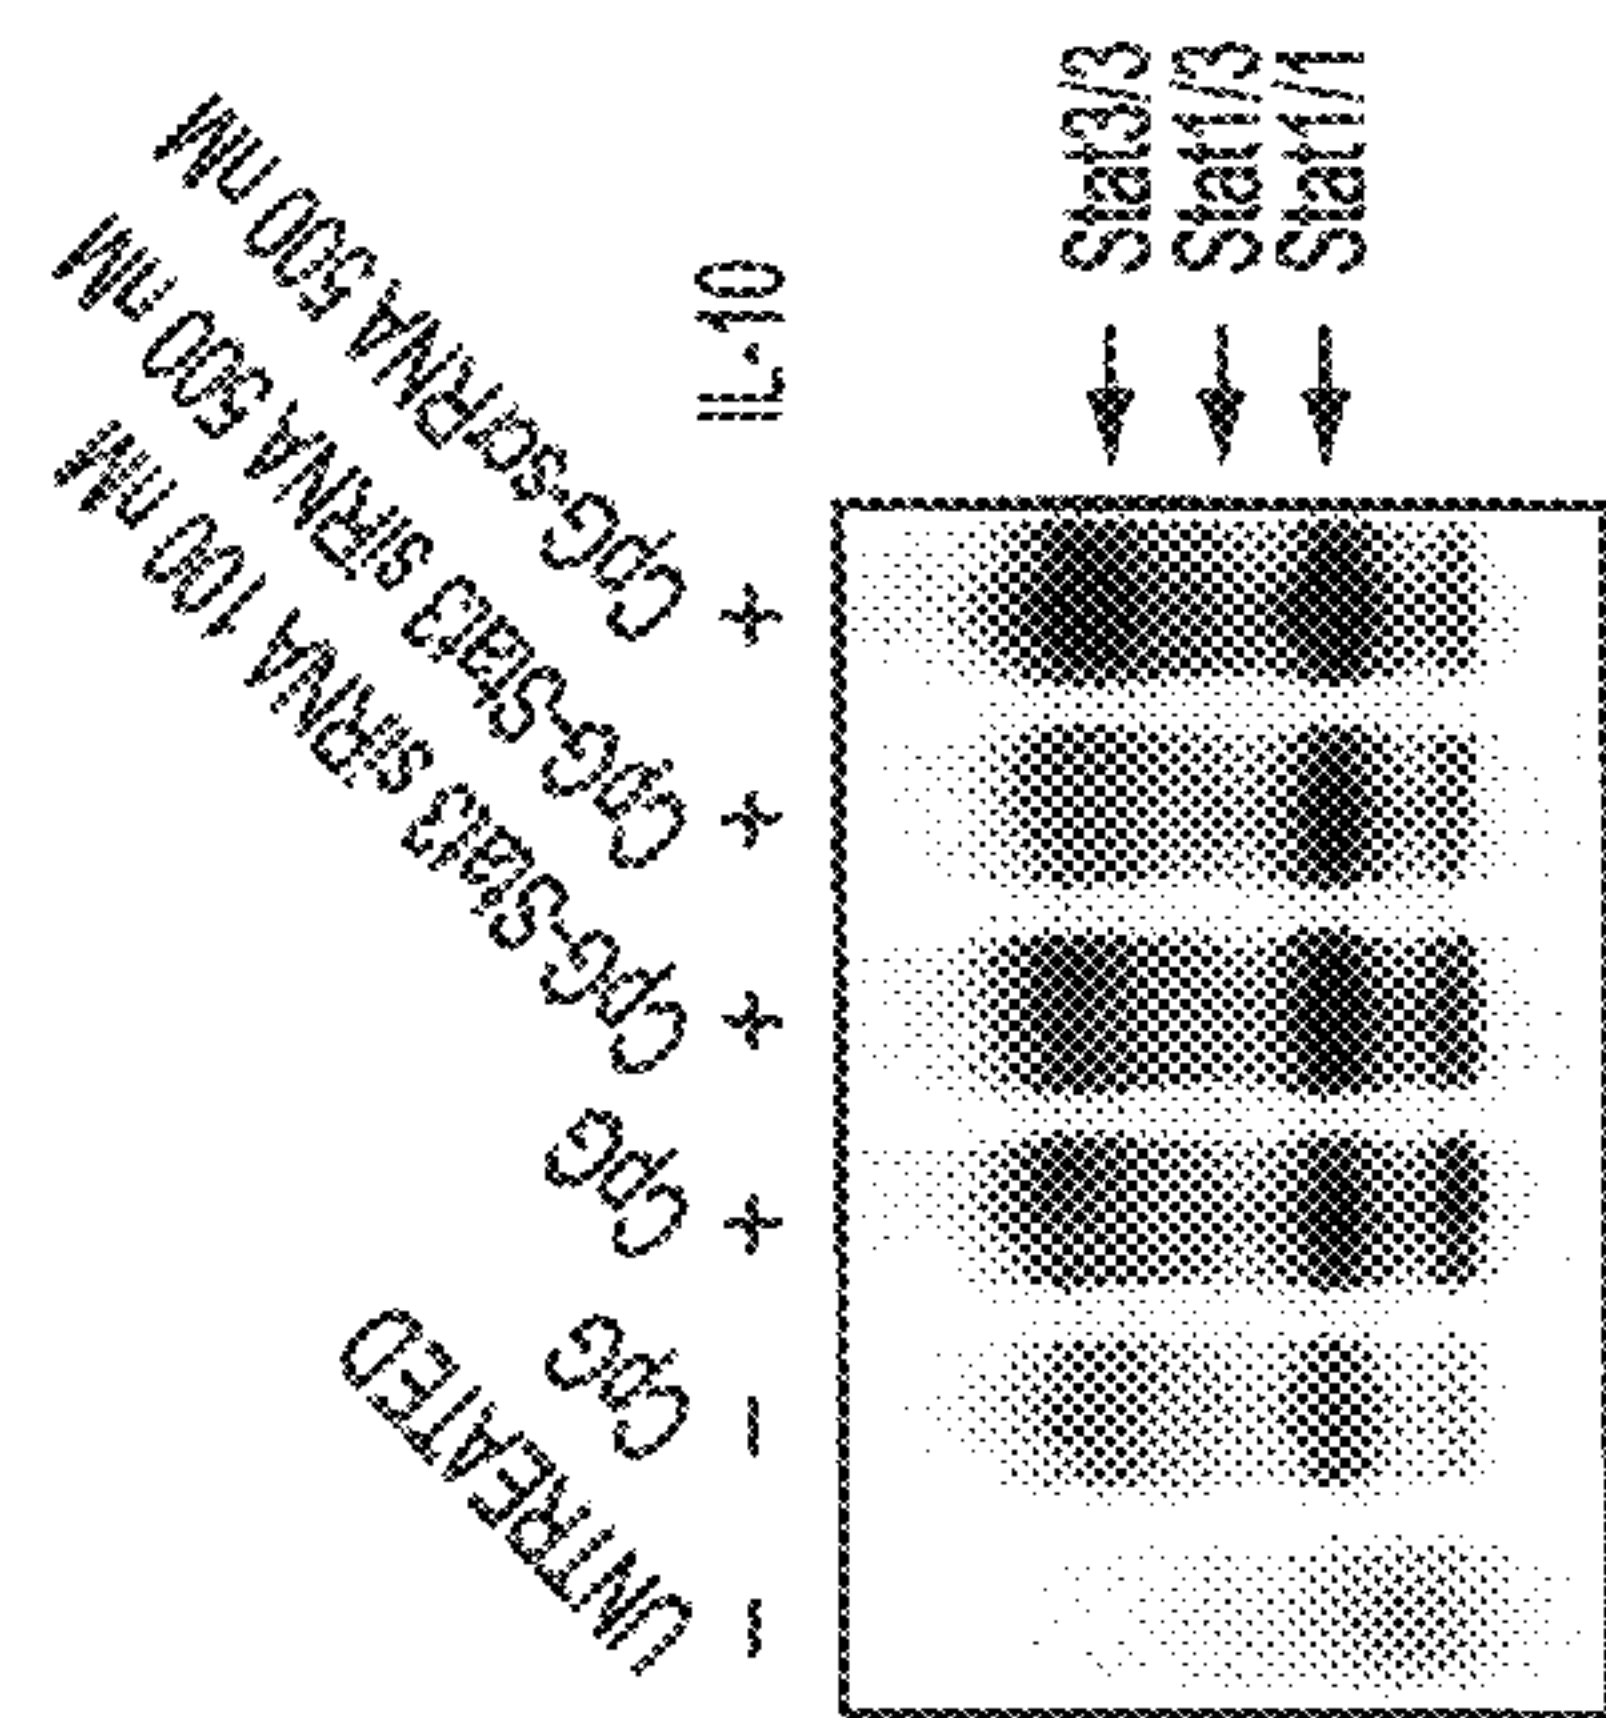 UNTREATED
CpG
CpG
CpG-Stat3 siRNA 100 nM
CpG-Stat3 siRNA 500 nM
CpG-scrRNA 500 nM
- - + + + + IL-10
Stat3/3
Stat1/3
Stat1/1